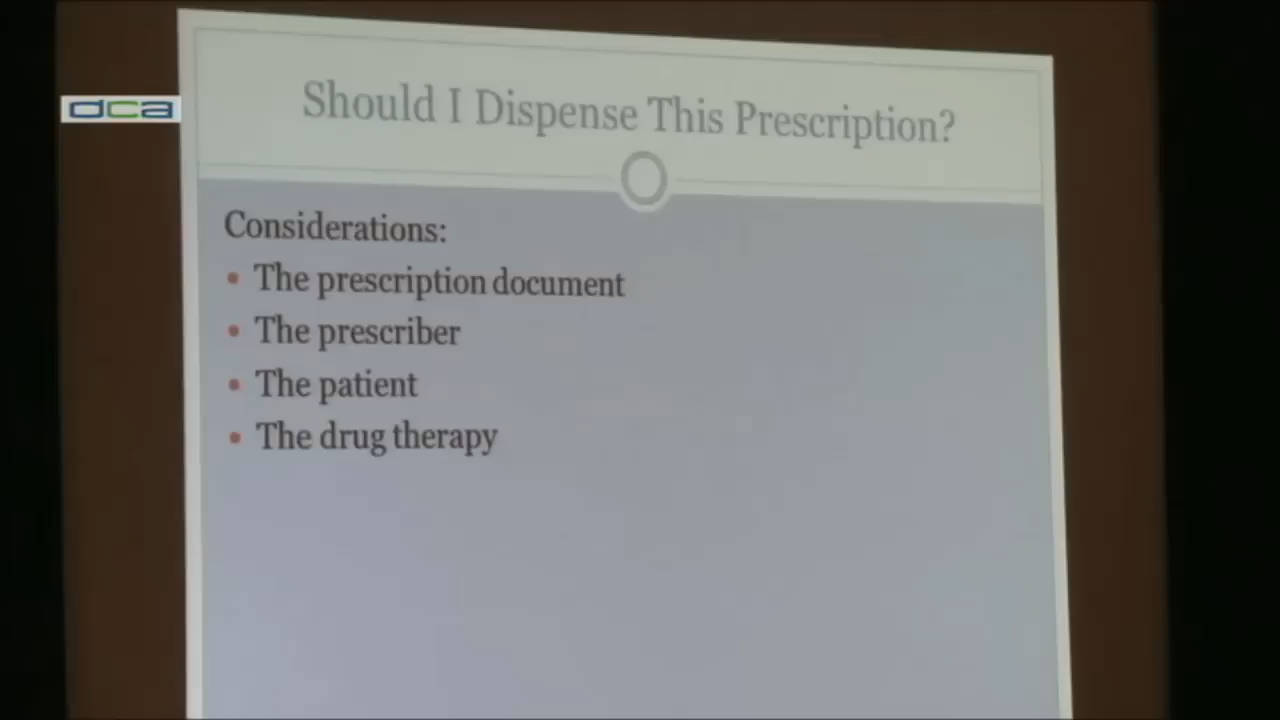 Should I Dispense This Prescription?
dca
Considerations:
• The prescription document
• The prescriber
• The patient
• The drug therapy